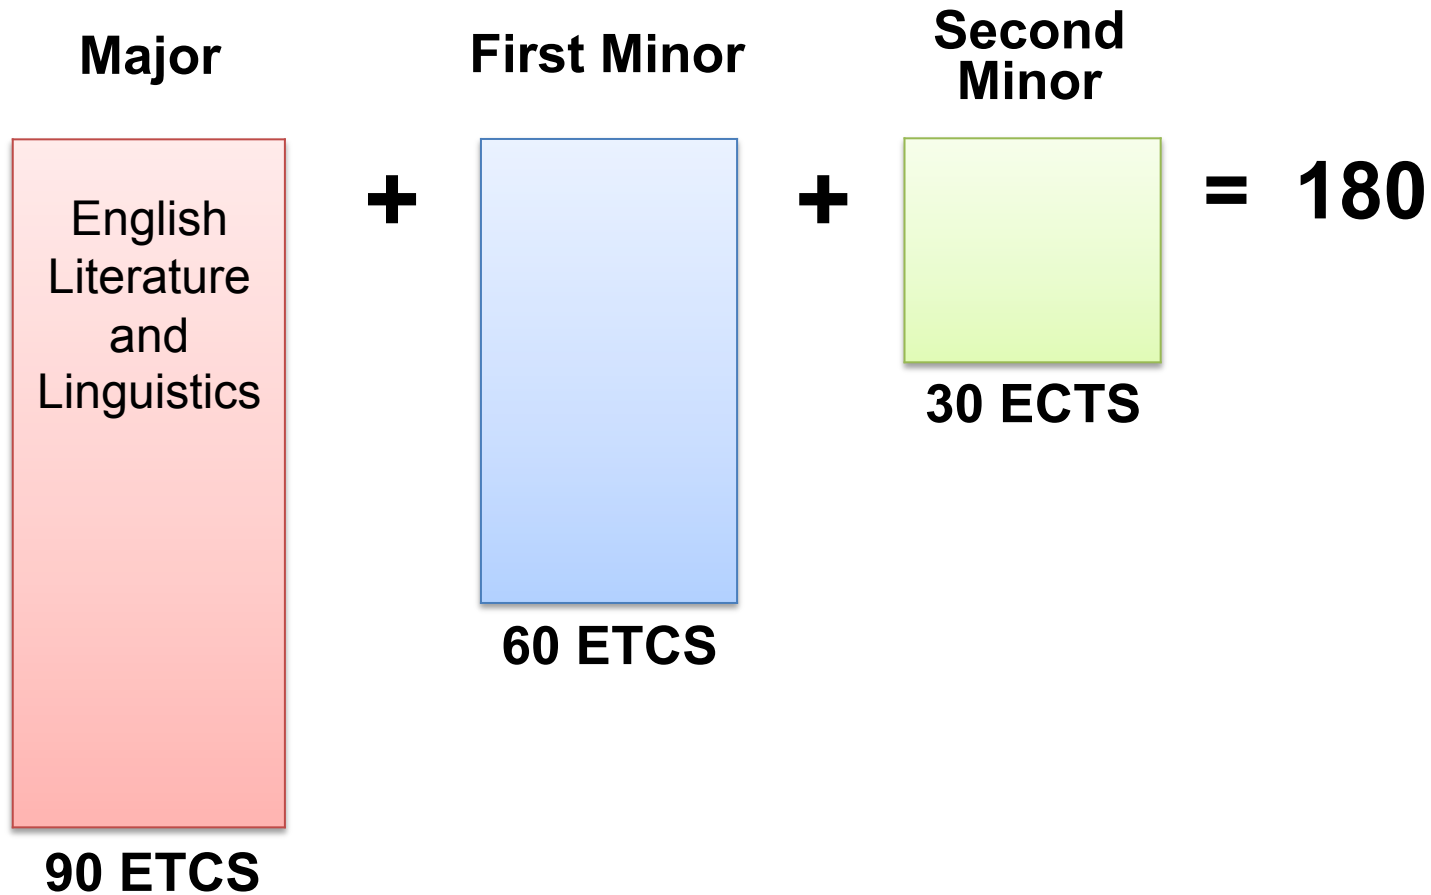 Major
English
Literature
and
Linguistics
90 ETCS
+
First Minor
60 ETCS
+
Second
Minor
30 ECTS
= 180